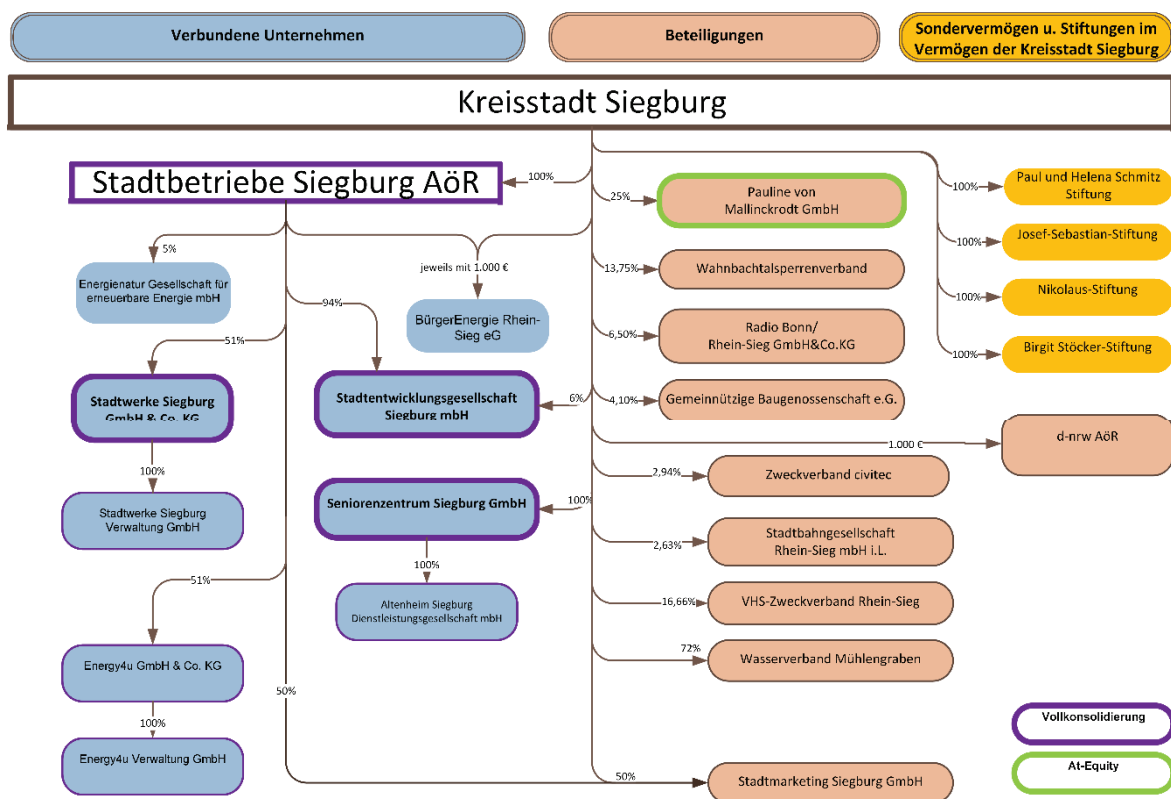 Verbundene Unternehmen
Beteiligungen
Sondervermögen u. Stiftungen im
Vermögen der Kreisstadt Siegburg
Kreisstadt Siegburg
Stadtbetriebe Siegburg AöR
100%
25%
Pauline von
Mallinckrodt GmbH
100%
Paul und Helena Schmitz
Stiftung
100%
Josef-Sebastian-Stiftung
5%
Energienatur Gesellschaft für
erneuerbare Energie mbH
jeweils mit 1.000 €
BürgerEnergie Rhein-
Sieg eG
13,75%
Wahnbachtalsperrenverband
100%
Nikolaus-Stiftung
94%
51%
6,50%
Radio Bonn/
Rhein-Sieg GmbH&Co.KG
100%
Birgit Stöcker-Stiftung
Stadtwerke Siegburg
GmbH & Co. KG
Stadtentwicklungsgesellschaft
Siegburg mbH
6%
4,10%
Gemeinnützige Baugenossenschaft e.G.
1.000 €
d-nrw AöR
100%
Stadtwerke Siegburg
Verwaltung GmbH
2,94%
Zweckverband civitec
Seniorenzentrum Siegburg GmbH
100%
2,63%
Stadtbahngesellschaft
Rhein-Sieg mbH i.L.
100%
Altenheim Siegburg
Dienstleistungsgesellschaft mbH
51%
16,66%
VHS-Zweckverband Rhein-Sieg
72%
Wasserverband Mühlengraben
Energy4u GmbH & Co. KG
50%
100%
Energy4u Verwaltung GmbH
50%
Stadtmarketing Siegburg GmbH
Vollkonsolidierung
At-Equity